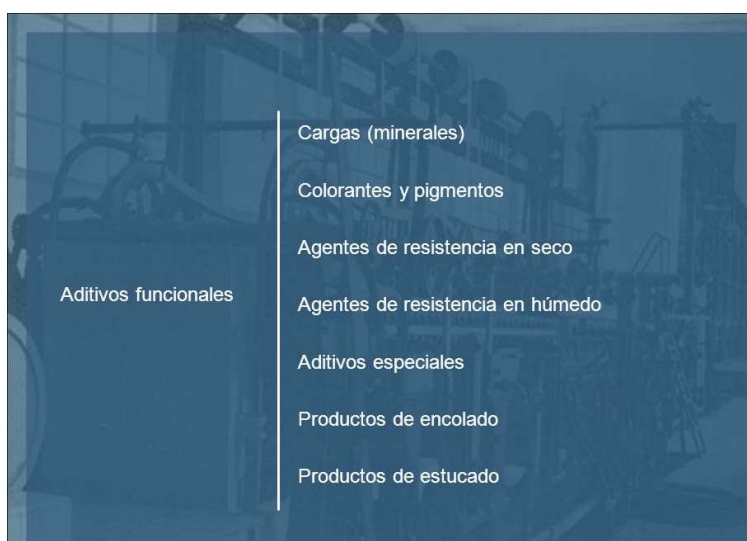 Cargas (minerales)
Colorantes y pigmentos
Agentes de resistencia en seco
Aditivos funcionales
Agentes de resistencia en húmedo
Aditivos especiales
Productos de encolado
Productos de estucado